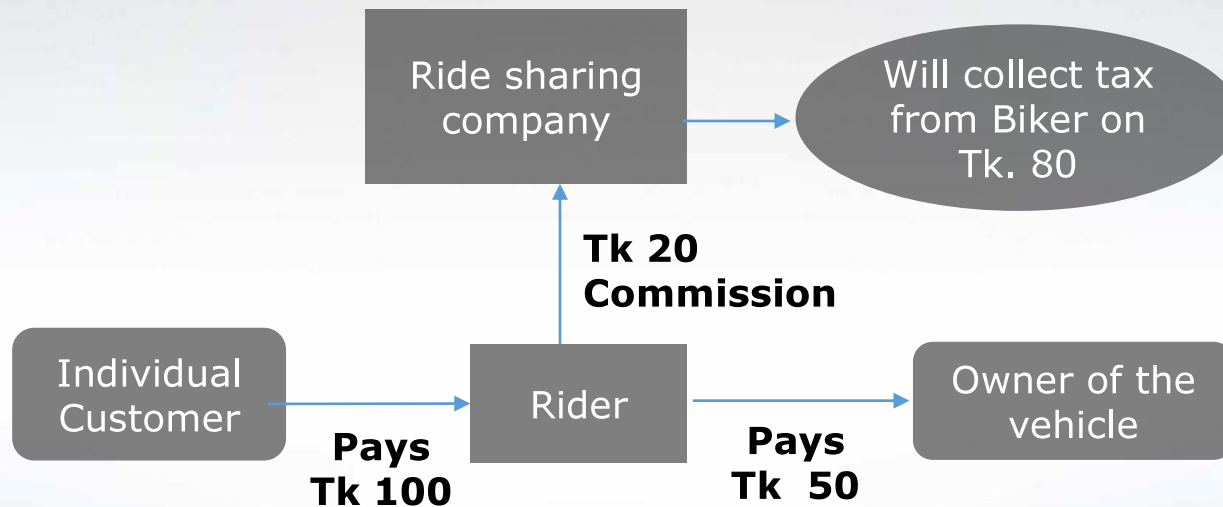 Ride sharing
company
Will collect tax
from Biker on
Tk. 80
Tk 20
Commission
Individual
Customer
Pays
Tk 100
Rider
Pays
Tk 50
Owner of the
vehicle